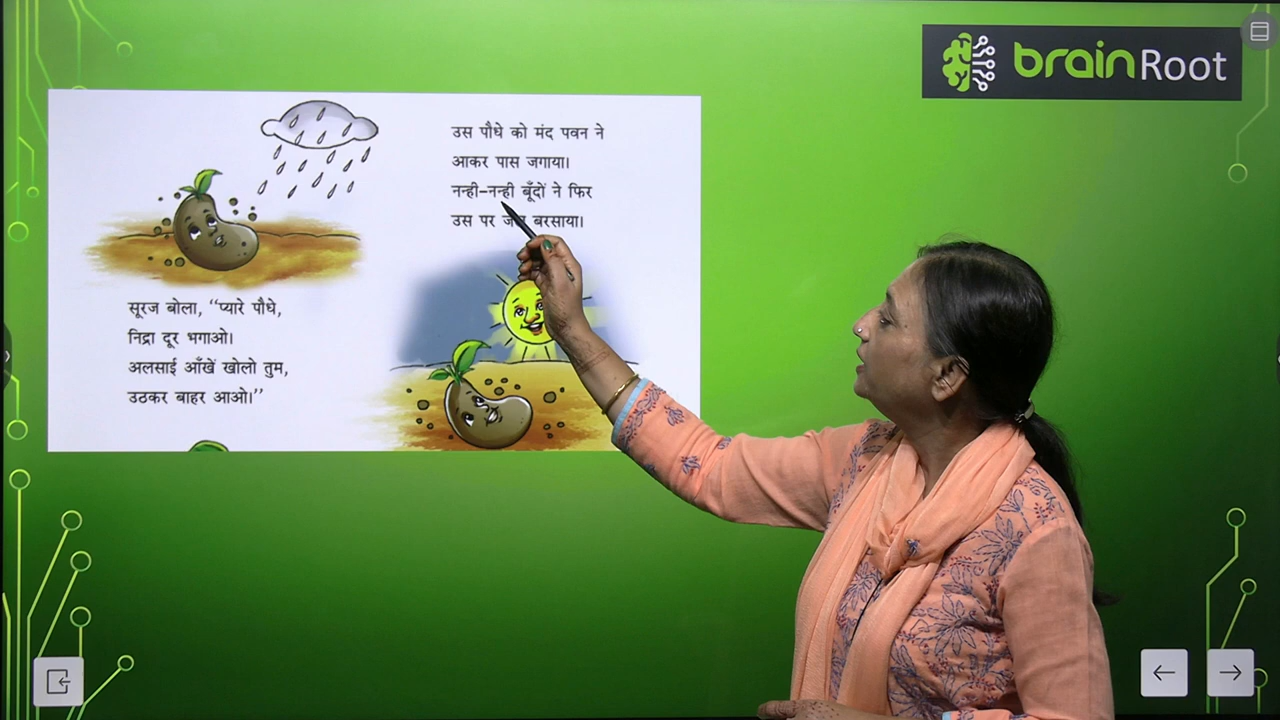 brainRoot
उस पौधे को मंद पवन ने
आकर पास जगाया।
नन्ही-नन्ही बूँदों ने फिर
उस पर बरसाया।
सूरज बोला, “प्यारे पौधे,
निद्रा दूर भगाओ।
अलसाई आँखें खोलो तुम,
उठकर बाहर आओ।”